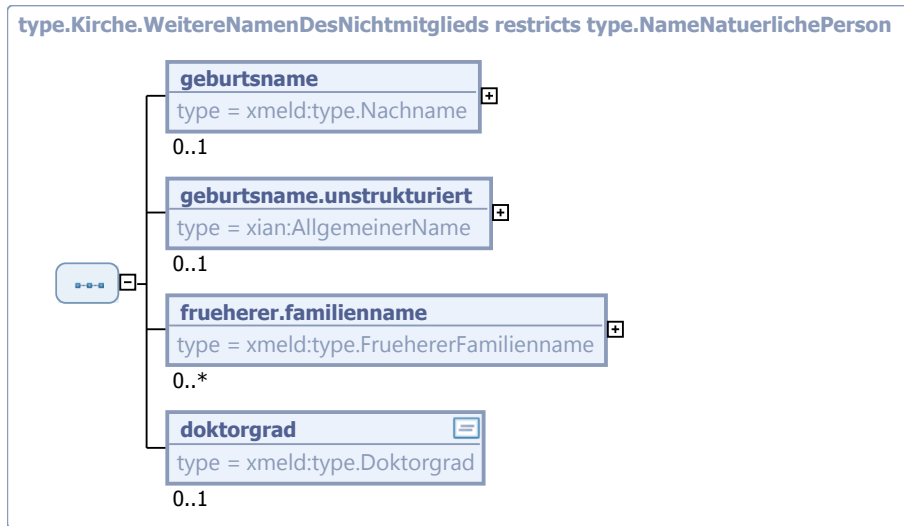 type.Kirche.WeitereNamenDesNichtmitglieds restricts type.NameNatuerlichePerson
geburtsname
type = xmeld:type.Nachname
0..1
geburtsname.unstrukturiert
type = xian:AllgemeinerName
0..1
frueherer.familienname
type = xmeld:type.FruehererFamilienname
0..*
doktorgrad
type = xmeld:type.Doktorgrad
0..1